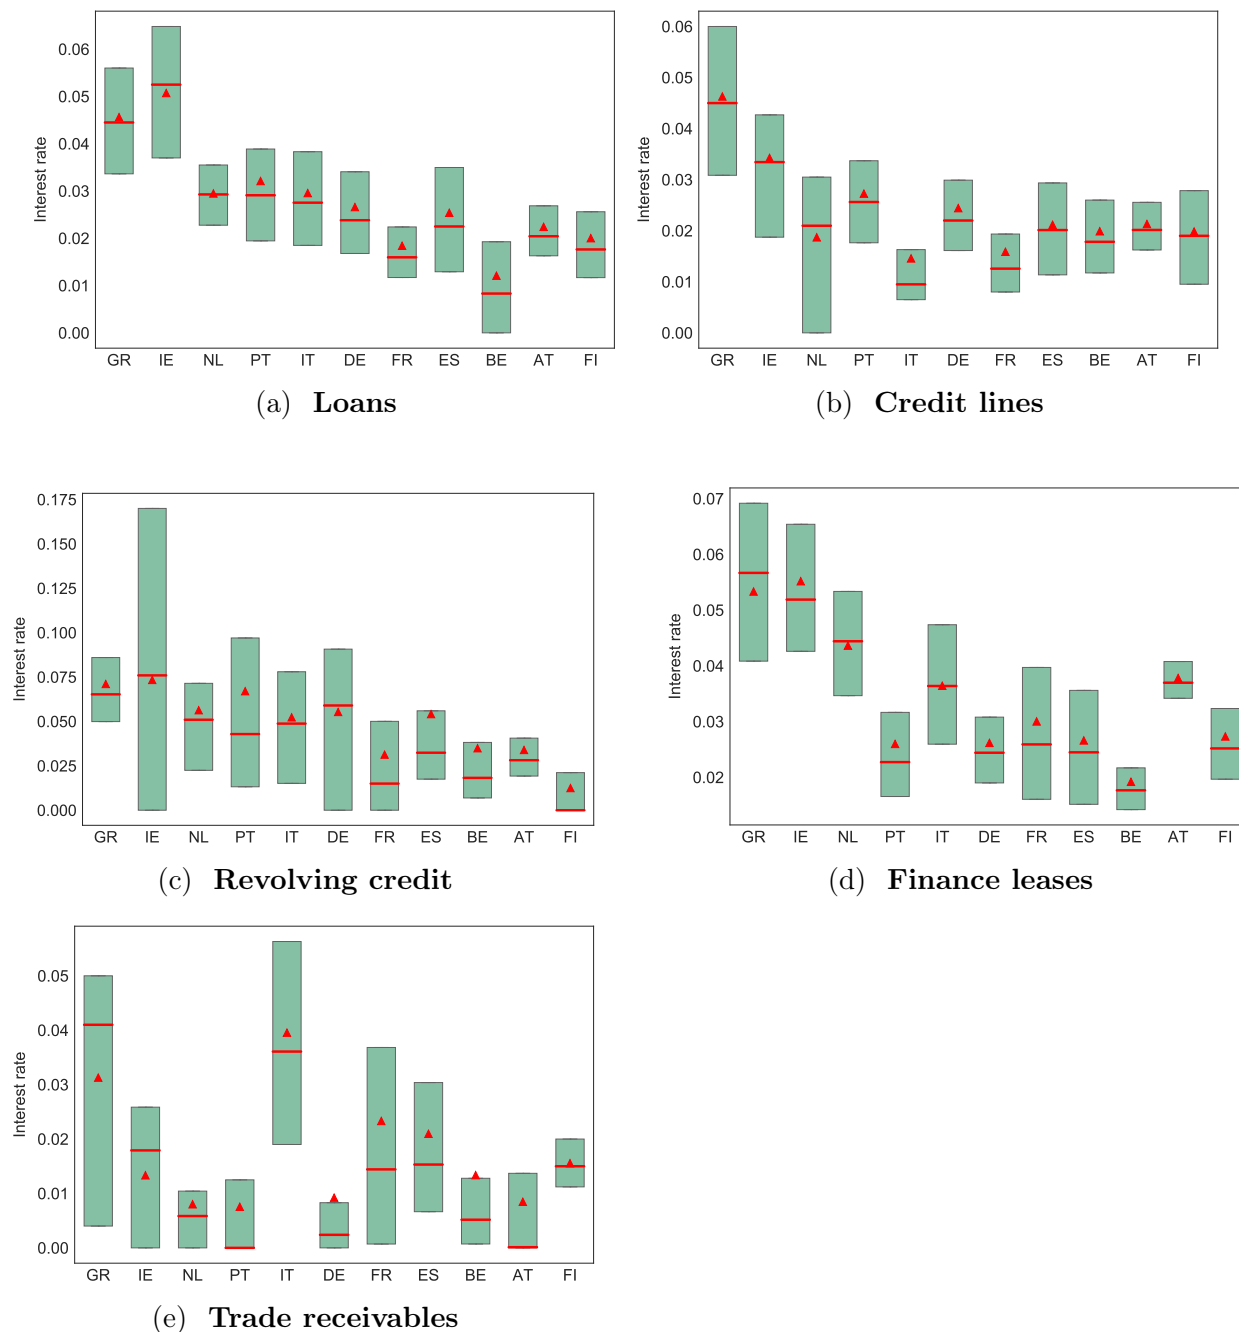 0.06
0.05
0.04
0.03
0.02
0.01
0.00
Interest rate
GR IE NL PT IT DE FR ES BE AT FI
(a) Loans
0.06
0.05
0.04
0.03
0.02
0.01
0.00
Interest rate
GR IE NL PT IT DE FR ES BE AT FI
(b) Credit lines
0.175
0.150
0.125
0.100
0.075
0.050
0.025
0.000
Interest rate
GR IE NL PT IT DE FR ES BE AT FI
(c) Revolving credit
0.07
0.06
0.05
0.04
0.03
0.02
Interest rate
GR IE NL PT IT DE FR ES BE AT FI
(d) Finance leases
0.05
0.04
0.03
0.02
0.01
0.00
Interest rate
GR IE NL PT IT DE FR ES BE AT FI
(e) Trade receivables